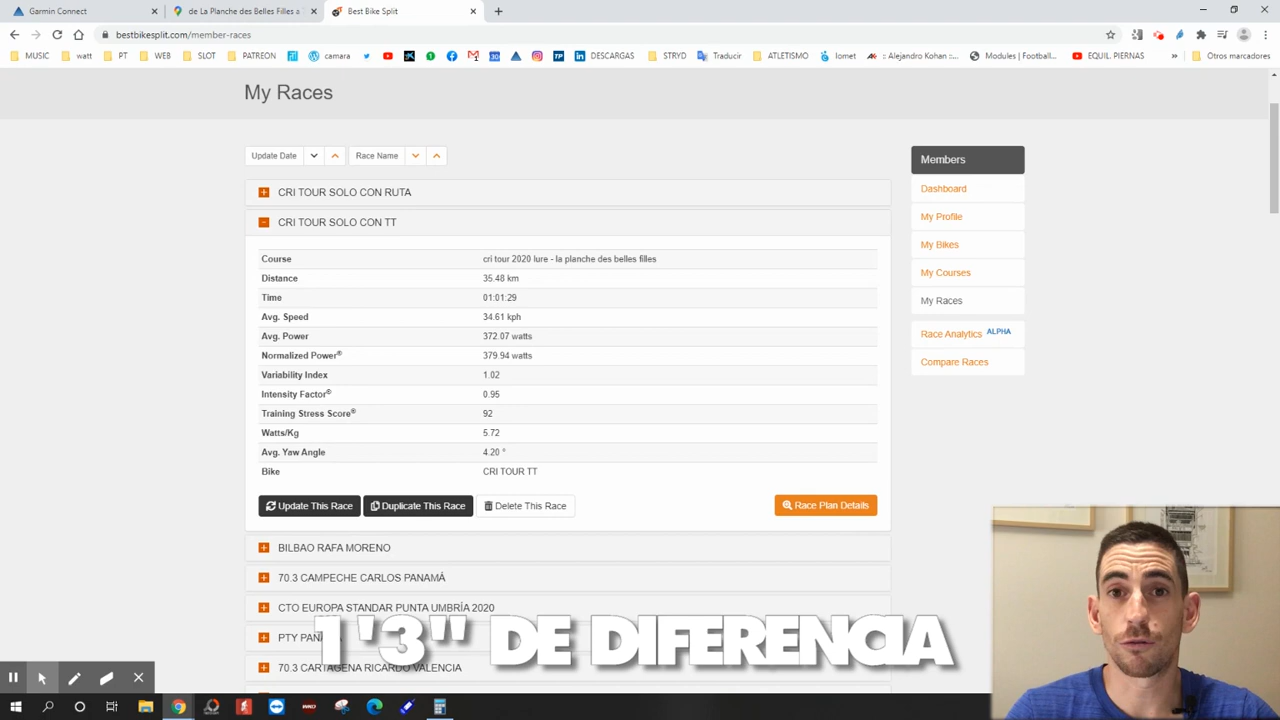 Garmin Connect
de La Planche des Belles Filles a
Best Bike Split
bestbikesplit.com/member-races
MUSIC
watt
PT
WEB
SLOT
PATREON
camara
DESCARGAS
STRYD
Traducir
ATLETISMO
Iomet
:: Alejandro Kohan ::...
Modules | Football...
EQUIL. PIERNAS
Otros marcadores
My Races
Update Date
Race Name
CRI TOUR SOLO CON RUTA
CRI TOUR SOLO CON TT
Course cri tour 2020 lure - la planche des belles filles
Distance 35.48 km
Time 01:01:29
Avg. Speed 34.61 kph
Avg. Power 372.07 watts
Normalized Power® 379.94 watts
Variability Index 1.02
Intensity Factor® 0.95
Training Stress Score® 92
Watts/Kg 5.72
Avg. Yaw Angle 4.20 °
Bike CRI TOUR TT
Update This Race
Duplicate This Race
Delete This Race
Race Plan Details
BILBAO RAFA MORENO
70.3 CAMPECHE CARLOS PANAMÁ
CTO EUROPA STANDAR PUNTA UMBRÍA 2020
70.3 CARTAGENA RICARDO VALENCIA
Members
Dashboard
My Profile
My Bikes
My Courses
My Races
Race Analytics ALPHA
Compare Races
1'3" DE DIFERENCIA